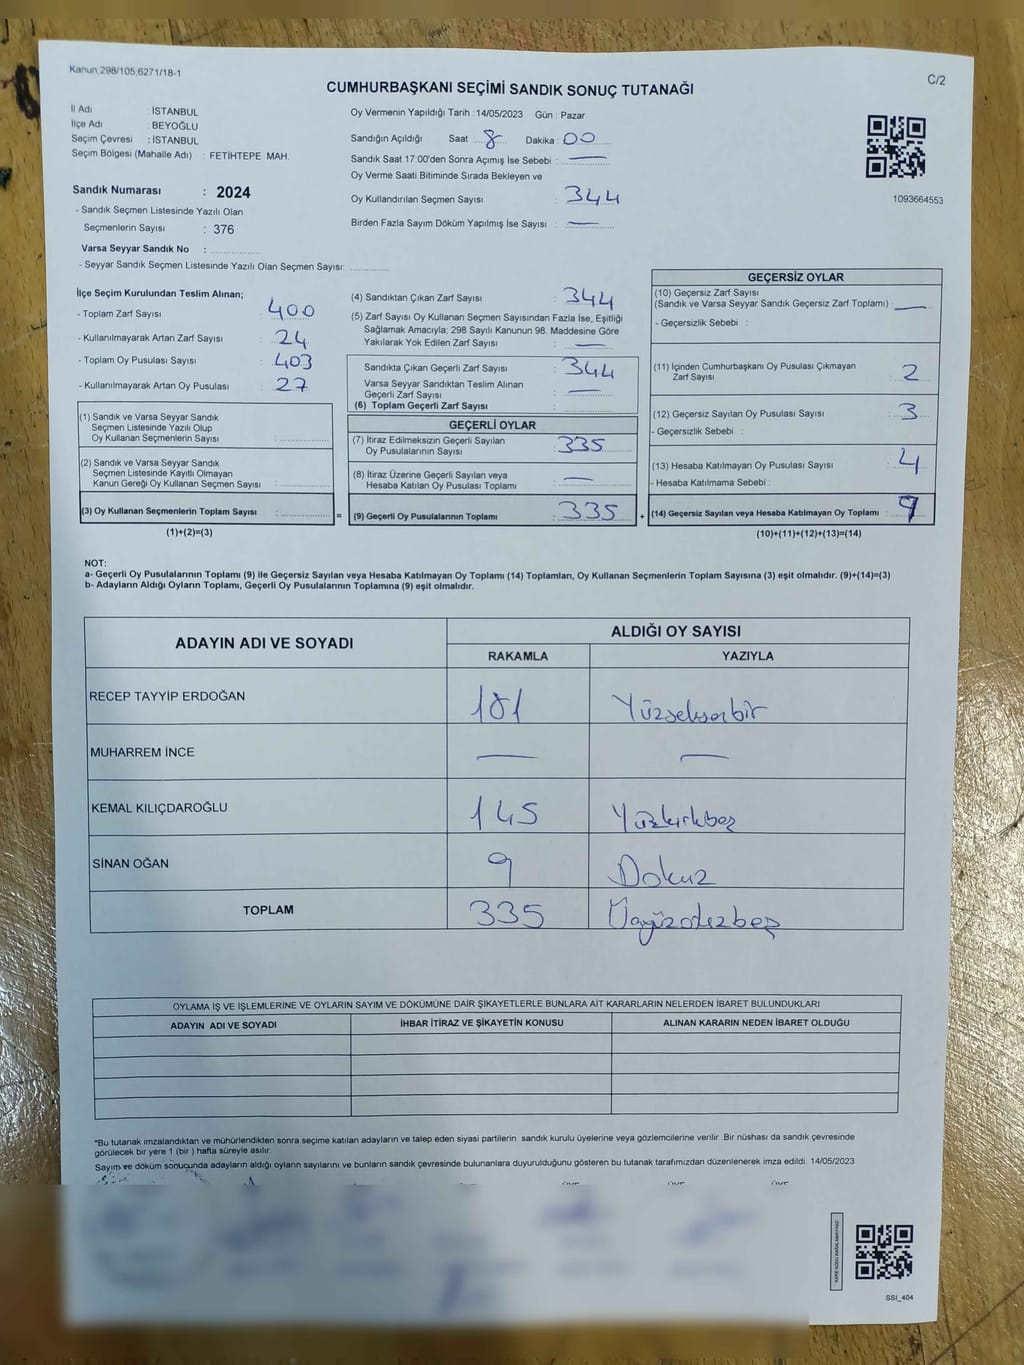 Kanun;298/105;6271/18-1
C/2
CUMHURBAŞKANI SEÇİMİ SANDIK SONUÇ TUTANAĞI
İl Adı : İSTANBUL
İlçe Adı : BEYOĞLU
Seçim Çevresi : İSTANBUL
Seçim Bölgesi (Mahalle Adı) : FETİHTEPE MAH.
Oy Vermenin Yapıldığı Tarih : 14/05/2023 Gün : Pazar
Sandığın Açıldığı Saat : 8 Dakika : 00
Sandık Saat 17:00'den Sonra Açımış İse Sebebi : —
Oy Verme Saati Bitiminde Sırada Bekleyen ve
Oy Kullandırılan Seçmen Sayısı : 344
Birden Fazla Sayım Döküm Yapılmış İse Sayısı : —
1093664553
Sandık Numarası : 2024
- Sandık Seçmen Listesinde Yazılı Olan
Seçmenlerin Sayısı : 376
Varsa Seyyar Sandık No :
- Seyyar Sandık Seçmen Listesinde Yazılı Olan Seçmen Sayısı:
İlçe Seçim Kurulundan Teslim Alınan;
- Toplam Zarf Sayısı : 400
- Kullanılmayarak Artan Zarf Sayısı : 24
- Toplam Oy Pusulası Sayısı : 403
- Kullanılmayarak Artan Oy Pusulası : 27
(1) Sandık ve Varsa Seyyar Sandık
Seçmen Listesinde Yazılı Olup
Oy Kullanan Seçmenlerin Sayısı :
(2) Sandık ve Varsa Seyyar Sandık
Seçmen Listesinde Kayıtlı Olmayan
Kanun Gereği Oy Kullanan Seçmen Sayısı :
(3) Oy Kullanan Seçmenlerin Toplam Sayısı : =
(1)+(2)=(3)
(4) Sandıktan Çıkan Zarf Sayısı : 344
(5) Zarf Sayısı Oy Kullanan Seçmen Sayısından Fazla İse, Eşitliği
Sağlamak Amacıyla; 298 Sayılı Kanunun 98. Maddesine Göre
Yakılarak Yok Edilen Zarf Sayısı : —
Sandıkta Çıkan Geçerli Zarf Sayısı : 344
Varsa Seyyar Sandıktan Teslim Alınan
Geçerli Zarf Sayısı : —
(6) Toplam Geçerli Zarf Sayısı :
GEÇERLİ OYLAR
(7) İtiraz Edilmeksizin Geçerli Sayılan
Oy Pusulalarının Sayısı : 335
(8) İtiraz Üzerine Geçerli Sayılan veya
Hesaba Katılan Oy Pusulası Toplamı : —
(9) Geçerli Oy Pusulalarının Toplamı : 335 +
GEÇERSİZ OYLAR
(10) Geçersiz Zarf Sayısı
(Sandık ve Varsa Seyyar Sandık Geçersiz Zarf Toplamı) : —
- Geçersizlik Sebebi :
(11) İçinden Cumhurbaşkanı Oy Pusulası Çıkmayan
Zarf Sayısı : 2
(12) Geçersiz Sayılan Oy Pusulası Sayısı : 3
- Geçersizlik Sebebi :
(13) Hesaba Katılmayan Oy Pusulası Sayısı : 4
- Hesaba Katılmama Sebebi :
(14) Geçersiz Sayılan veya Hesaba Katılmayan Oy Toplamı : 9
(10)+(11)+(12)+(13)=(14)
NOT:
a- Geçerli Oy Pusulalarının Toplamı (9) ile Geçersiz Sayılan veya Hesaba Katılmayan Oy Toplamı (14) Toplamları, Oy Kullanan Seçmenlerin Toplam Sayısına (3) eşit olmalıdır. (9)+(14)=(3)
b- Adayların Aldığı Oyların Toplamı, Geçerli Oy Pusulalarının Toplamına (9) eşit olmalıdır.
ADAYIN ADI VE SOYADI
ALDIĞI OY SAYISI
RAKAMLA YAZIYLA
RECEP TAYYİP ERDOĞAN 181 Yüzseksenbir
MUHARREM İNCE — —
KEMAL KILIÇDAROĞLU 145 Yüzkırkbeş
SİNAN OĞAN 9 Dokuz
TOPLAM 335 Üçyüzotuzbeş
OYLAMA İŞ VE İŞLEMLERİNE VE OYLARIN SAYIM VE DÖKÜMÜNE DAİR ŞİKAYETLERLE BUNLARA AİT KARARLARIN NELERDEN İBARET BULUNDUKLARI
ADAYIN ADI VE SOYADI İHBAR İTİRAZ VE ŞİKAYETİN KONUSU ALINAN KARARIN NEDEN İBARET OLDUĞU
*Bu tutanak imzalandıktan ve mühürlendikten sonra seçime katılan adayların ve talep eden siyasi partilerin sandık kurulu üyelerine veya gözlemcilerine verilir .Bir nüshası da sandık çevresinde
görülecek bir yere 1 (bir ) hafta süreyle asılır.
Sayım ve döküm sonucunda adayların aldığı oyların sayılarını ve bunların sandık çevresinde bulunanlara duyurulduğunu gösteren bu tutanak tarafımızdan düzenlenerek imza edildi. 14/05/2023
SSI_404